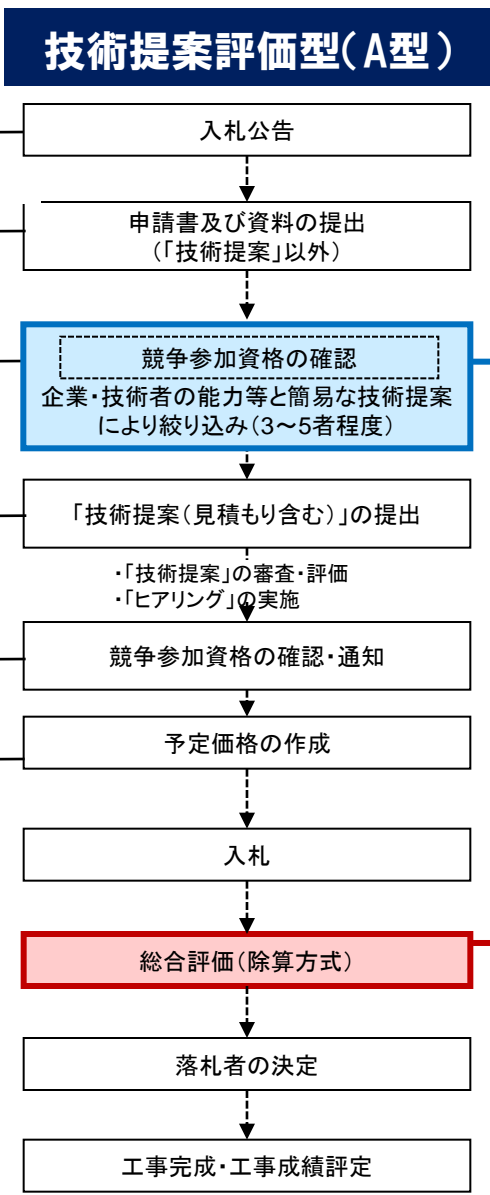 技術提案評価型(A型)
入札公告
申請書及び資料の提出
(「技術提案」以外)
競争参加資格の確認
企業・技術者の能力等と簡易な技術提案
により絞り込み(3～5者程度)
「技術提案(見積もり含む)」の提出
・「技術提案」の審査・評価
・「ヒアリング」の実施
競争参加資格の確認・通知
予定価格の作成
入札
総合評価(除算方式)
落札者の決定
工事完成・工事成績評定